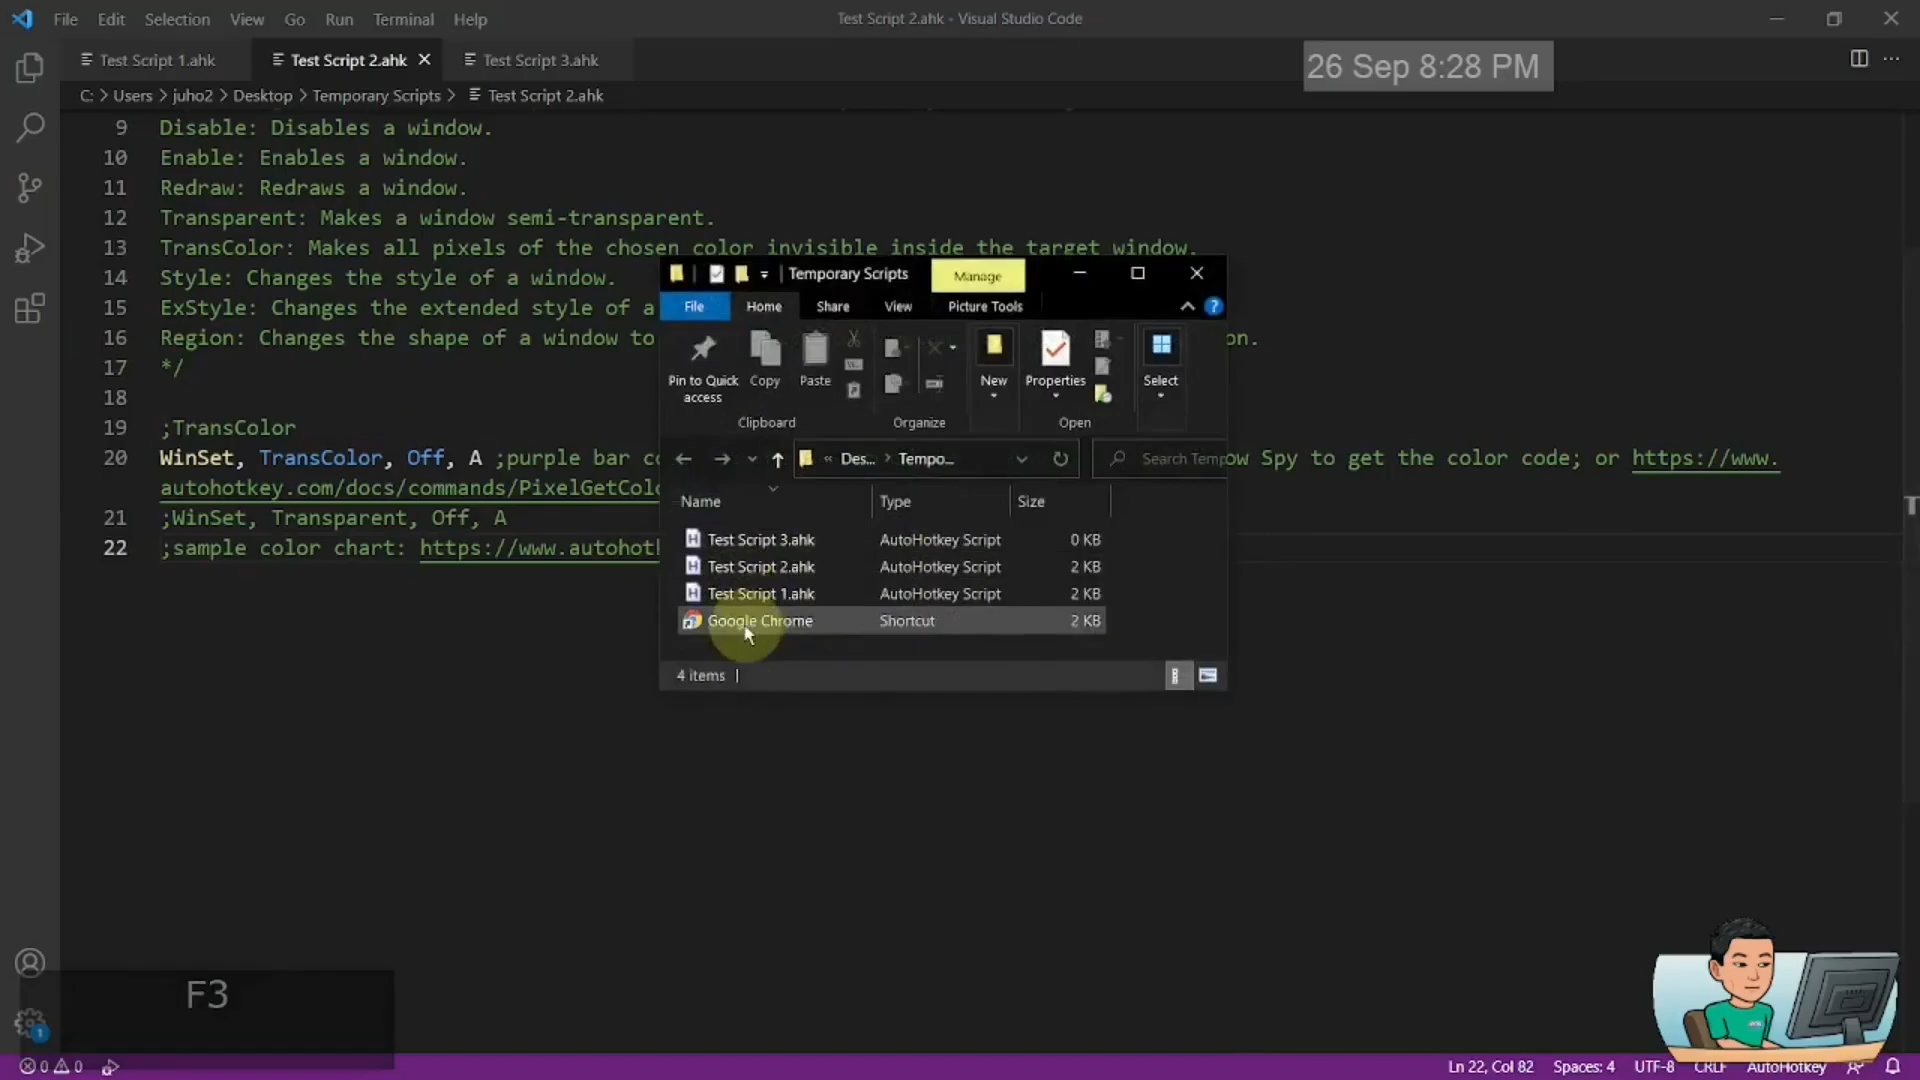 File Edit Selection View Go Run Terminal Help
Test Script 2.ahk - Visual Studio Code
Test Script 1.ahk
Test Script 2.ahk
Test Script 3.ahk
26 Sep 8:28 PM
C: > Users > juho2 > Desktop > Temporary Scripts > Test Script 2.ahk
9 Disable: Disables a window.
10 Enable: Enables a window.
11 Redraw: Redraws a window.
12 Transparent: Makes a window semi-transparent.
13 TransColor: Makes all pixels of the chosen color invisible inside the target window.
14 Style: Changes the style of a window.
15 ExStyle: Changes the extended style of a
16 Region: Changes the shape of a window to on.
17 */
18
19 ;TransColor
20 WinSet, TransColor, Off, A ;purple bar co ow Spy to get the color code; or https://www.
autohotkey.com/docs/commands/PixelGetColo
21 ;WinSet, Transparent, Off, A
22 ;sample color chart: https://www.autohot
Temporary Scripts
Manage
File Home Share View Picture Tools
Pin to Quick access
Copy
Paste
New
Properties
Select
Clipboard
Organize
Open
« Des... > Tempo...
Search Temp
Name Type Size
Test Script 3.ahk AutoHotkey Script 0 KB
Test Script 2.ahk AutoHotkey Script 2 KB
Test Script 1.ahk AutoHotkey Script 2 KB
Google Chrome Shortcut 2 KB
4 items
F3
1
0 0
Ln 22, Col 82 Spaces: 4 UTF-8 CRLF AutoHotkey